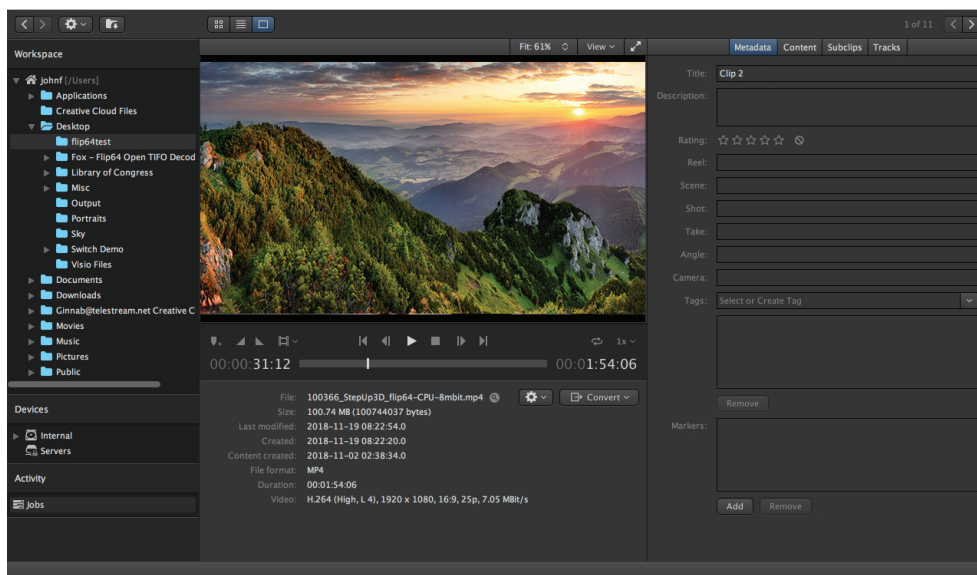 1 of 11
Workspace
johnf [/Users]
Applications
Creative Cloud Files
Desktop
flip64test
Fox – Flip64 Open TIFO Decod
Library of Congress
Misc
Output
Portraits
Sky
Switch Demo
Visio Files
Documents
Downloads
Ginnab@telestream.net Creative C
Movies
Music
Pictures
Public
Devices
Internal
Servers
Activity
Jobs
Fit: 61% View
00:00:31:12 00:01:54:06
1x
File: 100366_StepUp3D_flip64-CPU-8mbit.mp4
Convert
Size: 100.74 MB (100744037 bytes)
Last modified: 2018-11-19 08:22:54.0
Created: 2018-11-19 08:22:20.0
Content created: 2018-11-02 02:38:34.0
File format: MP4
Duration: 00:01:54:06
Video: H.264 (High, L 4), 1920 x 1080, 16:9, 25p, 7.05 MBit/s
Metadata Content Subclips Tracks
Title: Clip 2
Description:
Rating:
Reel:
Scene:
Shot:
Take:
Angle:
Camera:
Tags: Select or Create Tag
Remove
Markers:
Add Remove